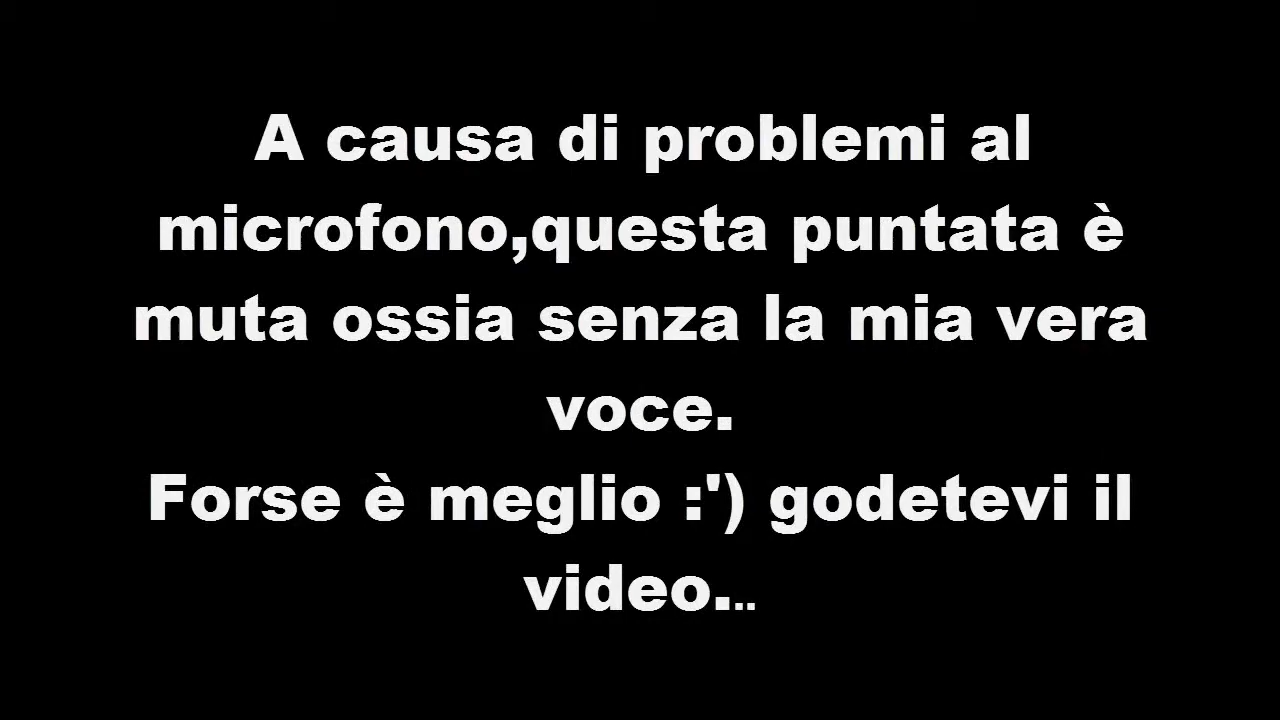 A causa di problemi al
microfono,questa puntata è
muta ossia senza la mia vera
voce.
Forse è meglio :') godetevi il
video...